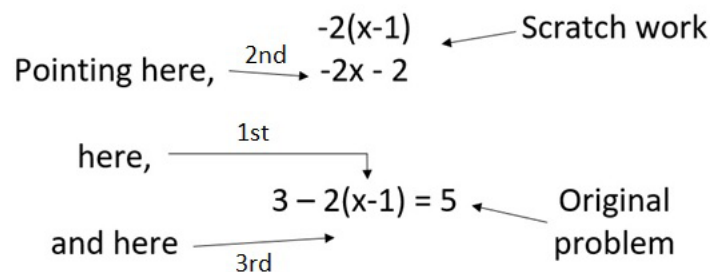 -2(x-1)
Scratch work
Pointing here,
2nd
-2x - 2
here,
1st
3 – 2(x-1) = 5
Original
problem
and here
3rd